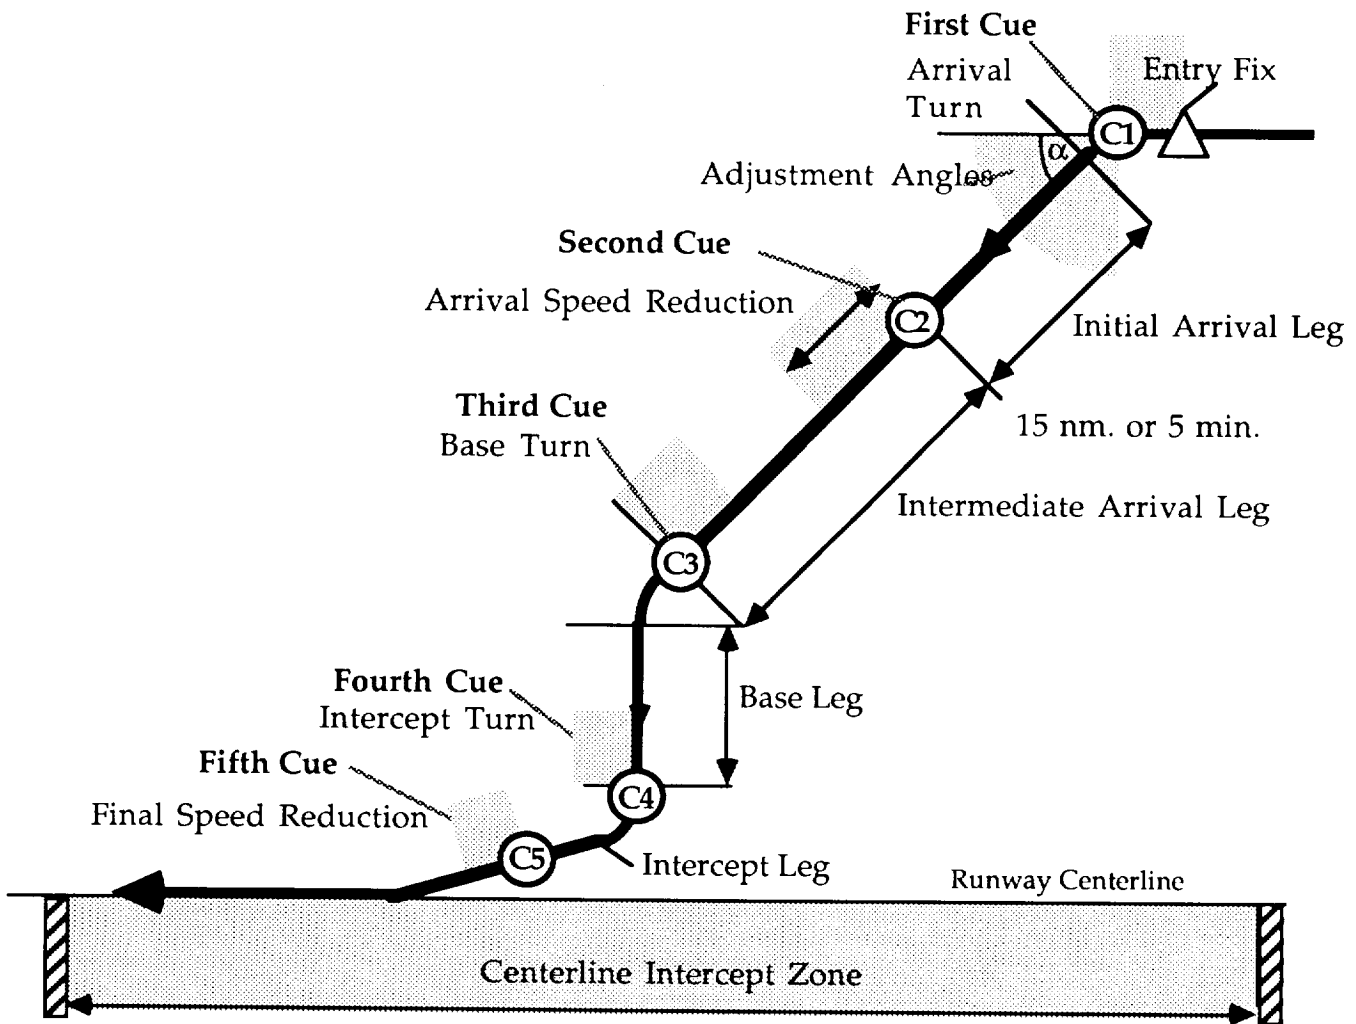 First Cue
Arrival
Turn
Entry Fix
C1
α
Adjustment Angles
Second Cue
Arrival Speed Reduction
C2
Initial Arrival Leg
Third Cue
Base Turn
15 nm. or 5 min.
Intermediate Arrival Leg
C3
Fourth Cue
Intercept Turn
Base Leg
Fifth Cue
Final Speed Reduction
C4
C5
Intercept Leg
Runway Centerline
Centerline Intercept Zone